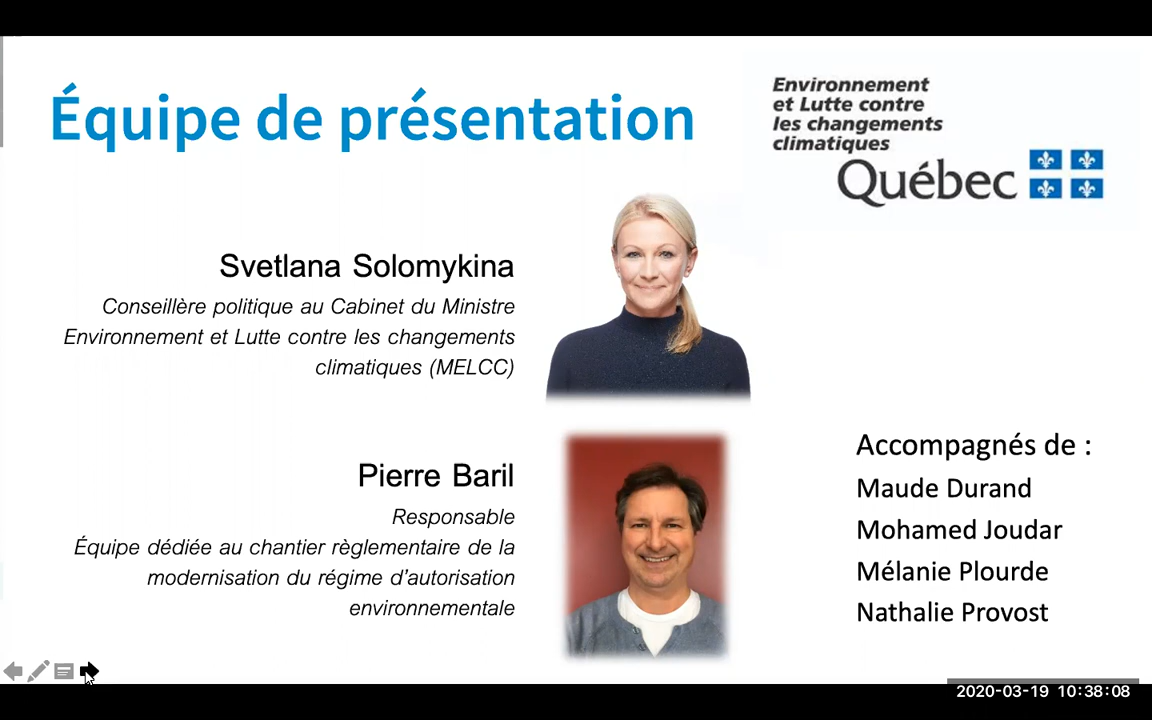 Équipe de présentation
Environnement
et Lutte contre
les changements
climatiques
Québec
Svetlana Solomykina
Conseillère politique au Cabinet du Ministre
Environnement et Lutte contre les changements
climatiques (MELCC)
Pierre Baril
Responsable
Équipe dédiée au chantier règlementaire de la
modernisation du régime d’autorisation
environnementale
Accompagnés de :
Maude Durand
Mohamed Joudar
Mélanie Plourde
Nathalie Provost
2020-03-19 10:38:08